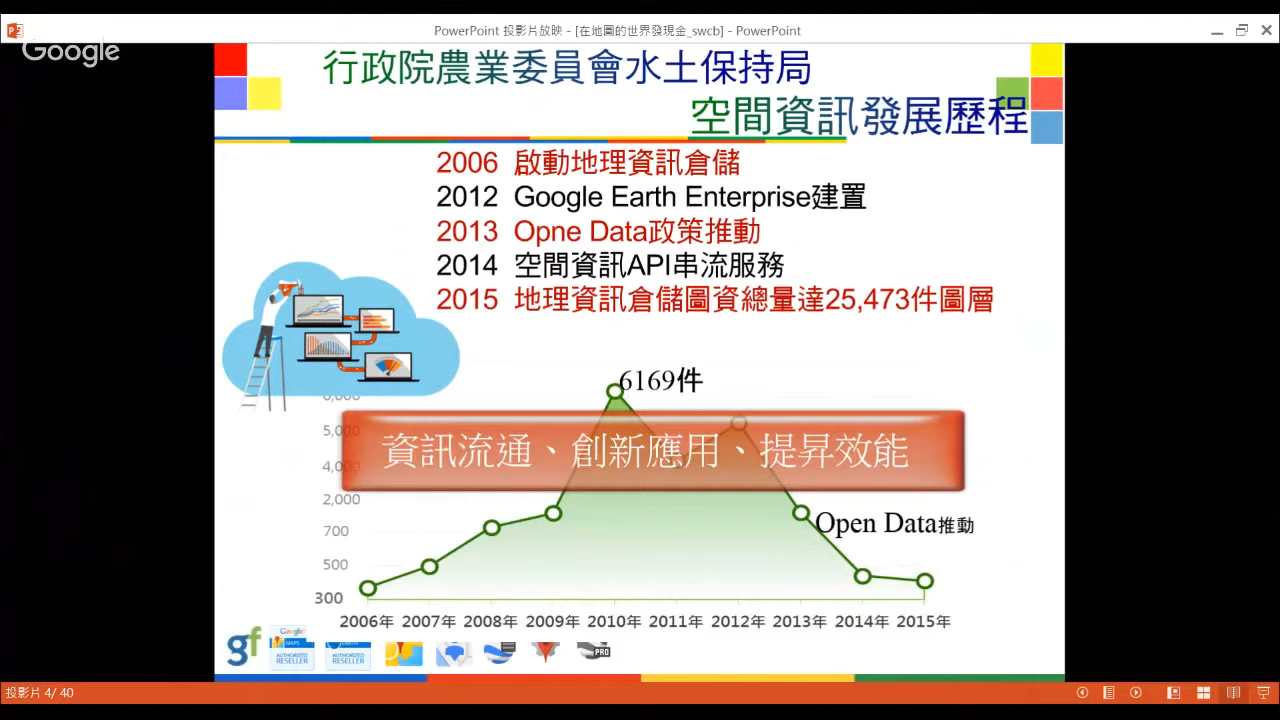 PowerPoint 投影片放映 - [在地圖的世界發現金_swcb] - PowerPoint
Google
行政院農業委員會水土保持局
空間資訊發展歷程
2006 啟動地理資訊倉儲
2012 Google Earth Enterprise建置
2013 Opne Data政策推動
2014 空間資訊API串流服務
2015 地理資訊倉儲圖資總量達25,473件圖層
6169件
6,000
5,000
資訊流通、創新應用、提昇效能
4,000
2,000
Open Data推動
700
500
300
2006年 2007年 2008年 2009年 2010年 2011年 2012年 2013年 2014年 2015年
gf
Google
MAPS
AUTHORIZED RESELLER
AUTHORIZED RESELLER
PRO
投影片 4/ 40